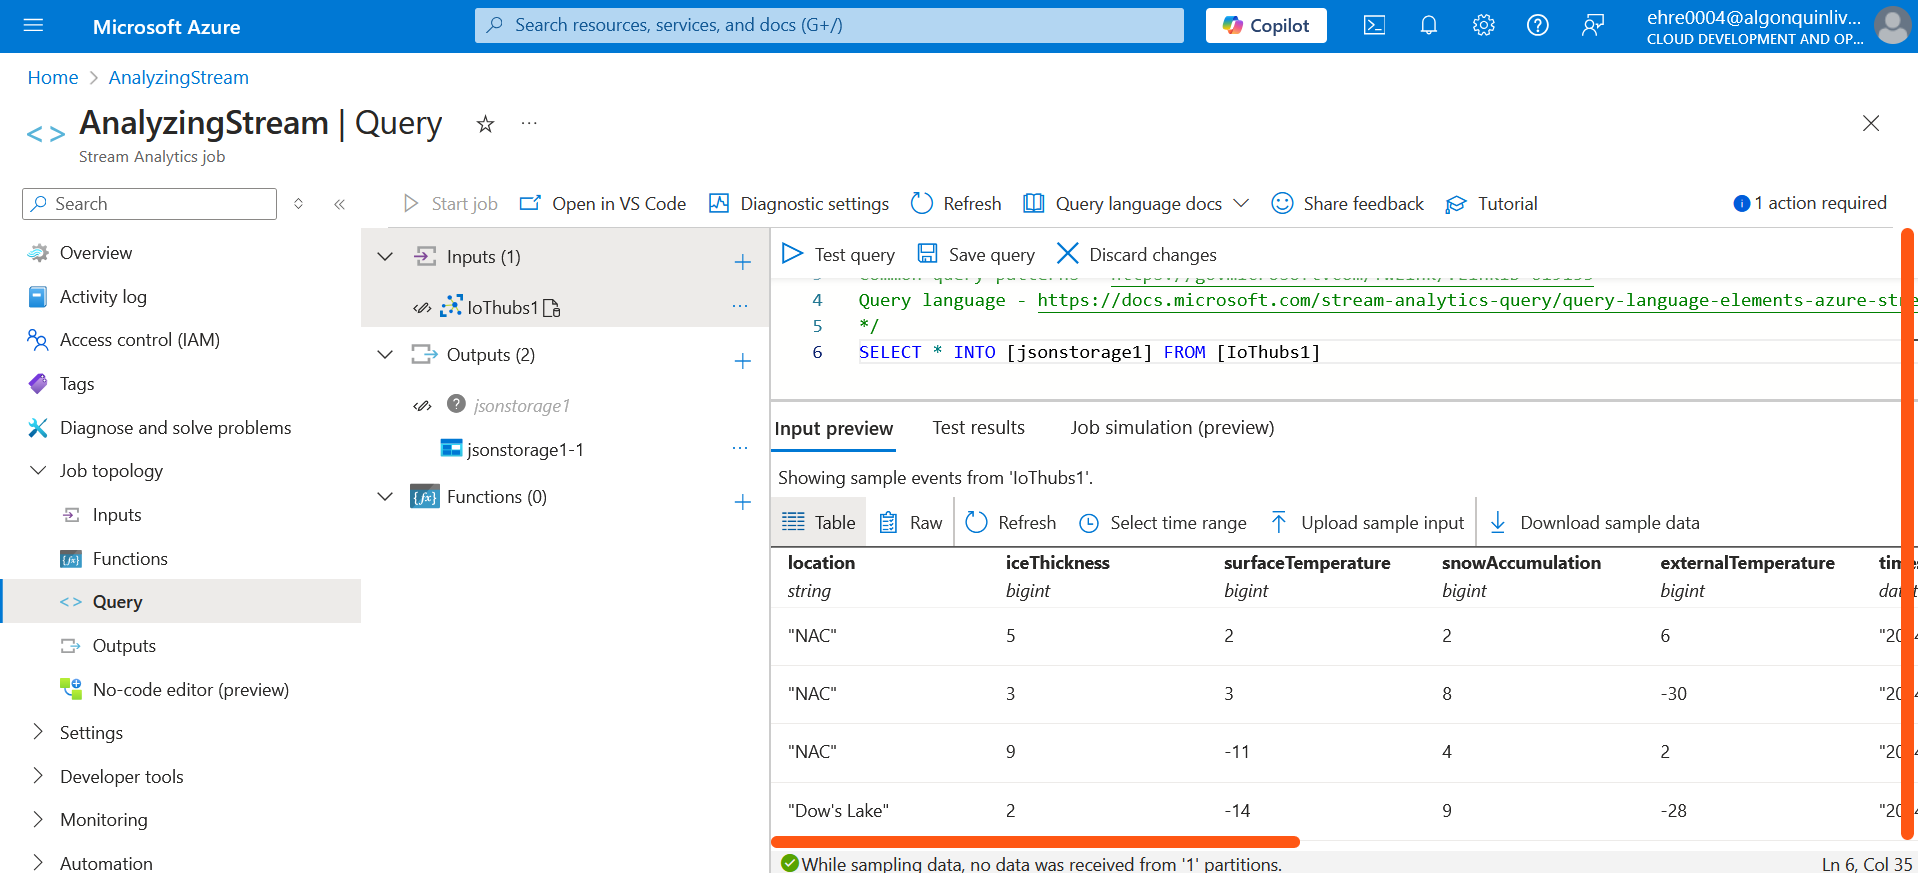 Microsoft Azure
Search resources, services, and docs (G+/)
Copilot
ehre0004@algonquinliv...
CLOUD DEVELOPMENT AND OP...
Home > AnalyzingStream
AnalyzingStream | Query
Stream Analytics job
Search
Start job
Open in VS Code
Diagnostic settings
Refresh
Query language docs
Share feedback
Tutorial
1 action required
Overview
Activity log
Access control (IAM)
Tags
Diagnose and solve problems
Job topology
Inputs
Functions
Query
Outputs
No-code editor (preview)
Settings
Developer tools
Monitoring
Automation
Inputs (1)
IoThubs1
Outputs (2)
jsonstorage1
jsonstorage1-1
Functions (0)
Test query
Save query
Discard changes
4 Query language - https://docs.microsoft.com/stream-analytics-query/query-language-elements-azure-str
5 */
6 SELECT * INTO [jsonstorage1] FROM [IoThubs1]
Input preview
Test results
Job simulation (preview)
Showing sample events from 'IoThubs1'.
Table
Raw
Refresh
Select time range
Upload sample input
Download sample data
location iceThickness surfaceTemperature snowAccumulation externalTemperature
string bigint bigint bigint bigint
"NAC" 5 2 2 6
"NAC" 3 3 8 -30
"NAC" 9 -11 4 2
"Dow's Lake" 2 -14 9 -28
While sampling data, no data was received from '1' partitions.
Ln 6, Col 35